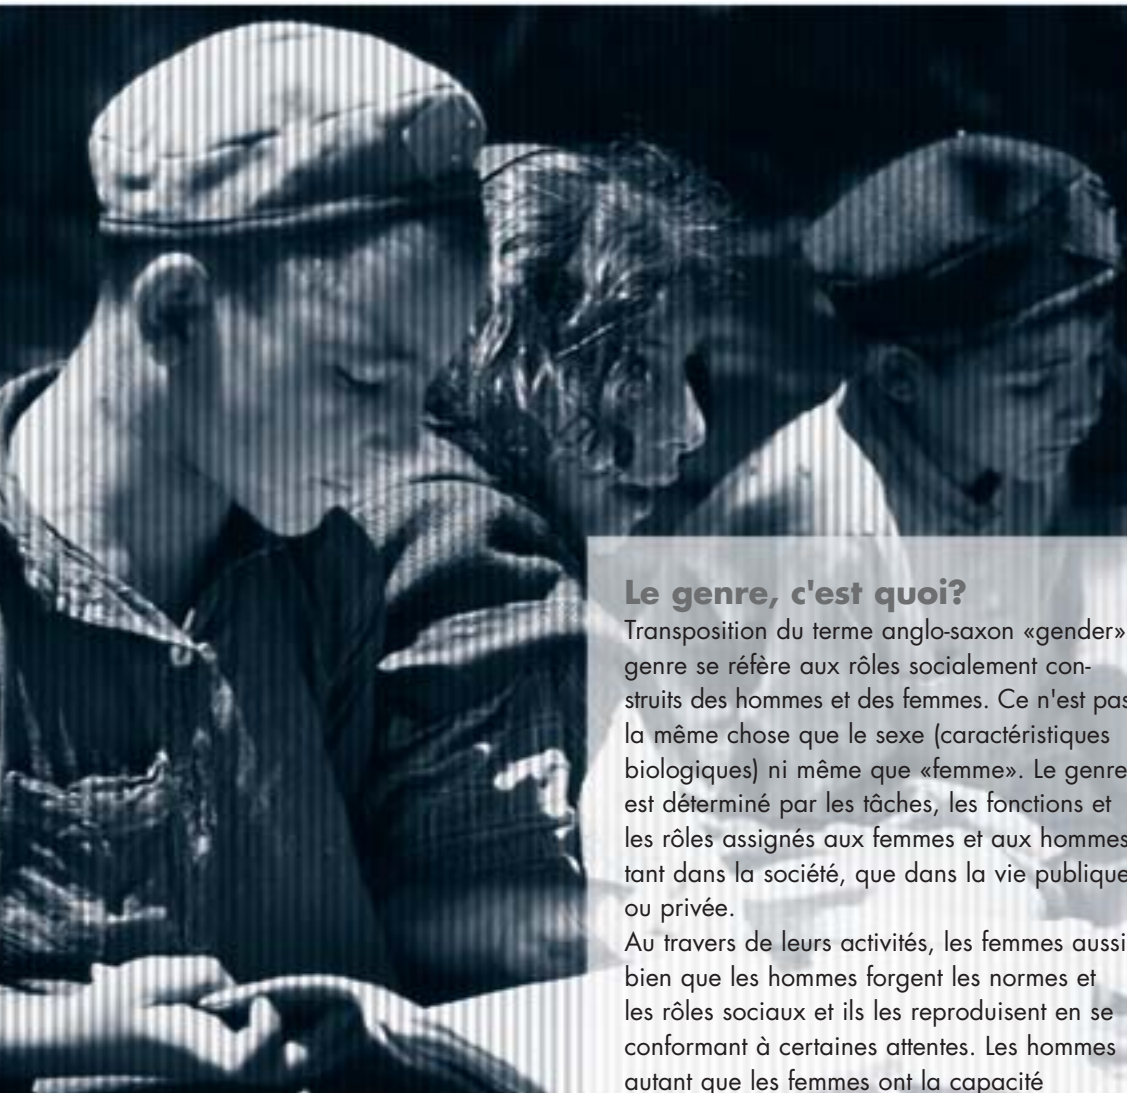 Le genre, c'est quoi?
Transposition du terme anglo-saxon «gender»
genre se réfère aux rôles socialement con-
struits des hommes et des femmes. Ce n'est pas
la même chose que le sexe (caractéristiques
biologiques) ni même que «femme». Le genre
est déterminé par les tâches, les fonctions et
les rôles assignés aux femmes et aux hommes
tant dans la société, que dans la vie publique
ou privée.
Au travers de leurs activités, les femmes aussi
bien que les hommes forgent les normes et
les rôles sociaux et ils les reproduisent en se
conformant à certaines attentes. Les hommes
autant que les femmes ont la capacité